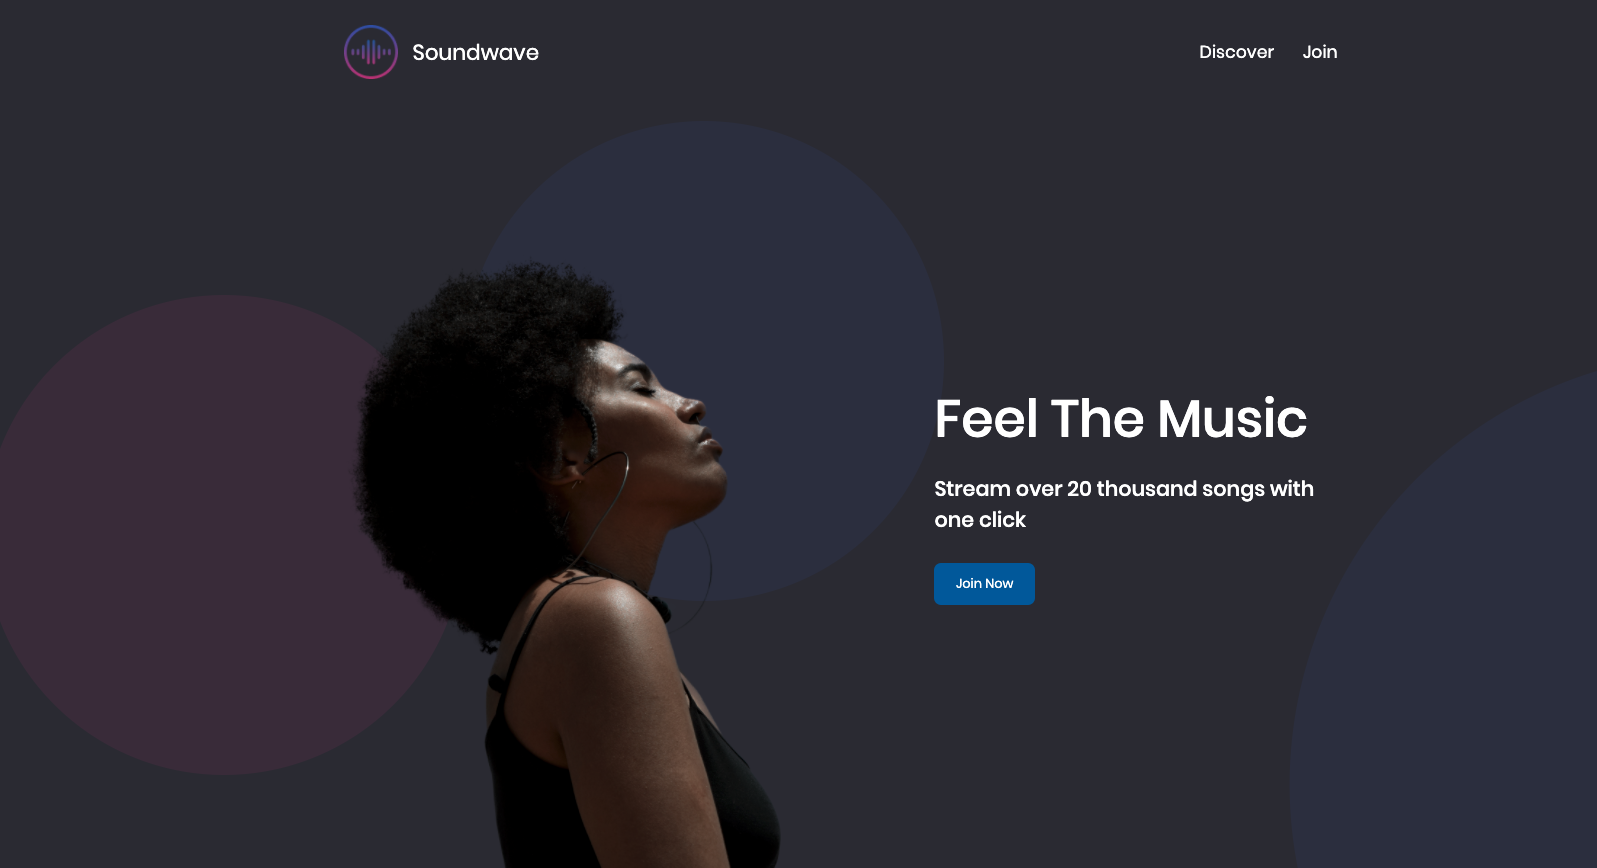 Soundwave
Discover
Join
Feel The Music
Stream over 20 thousand songs with
one click
Join Now